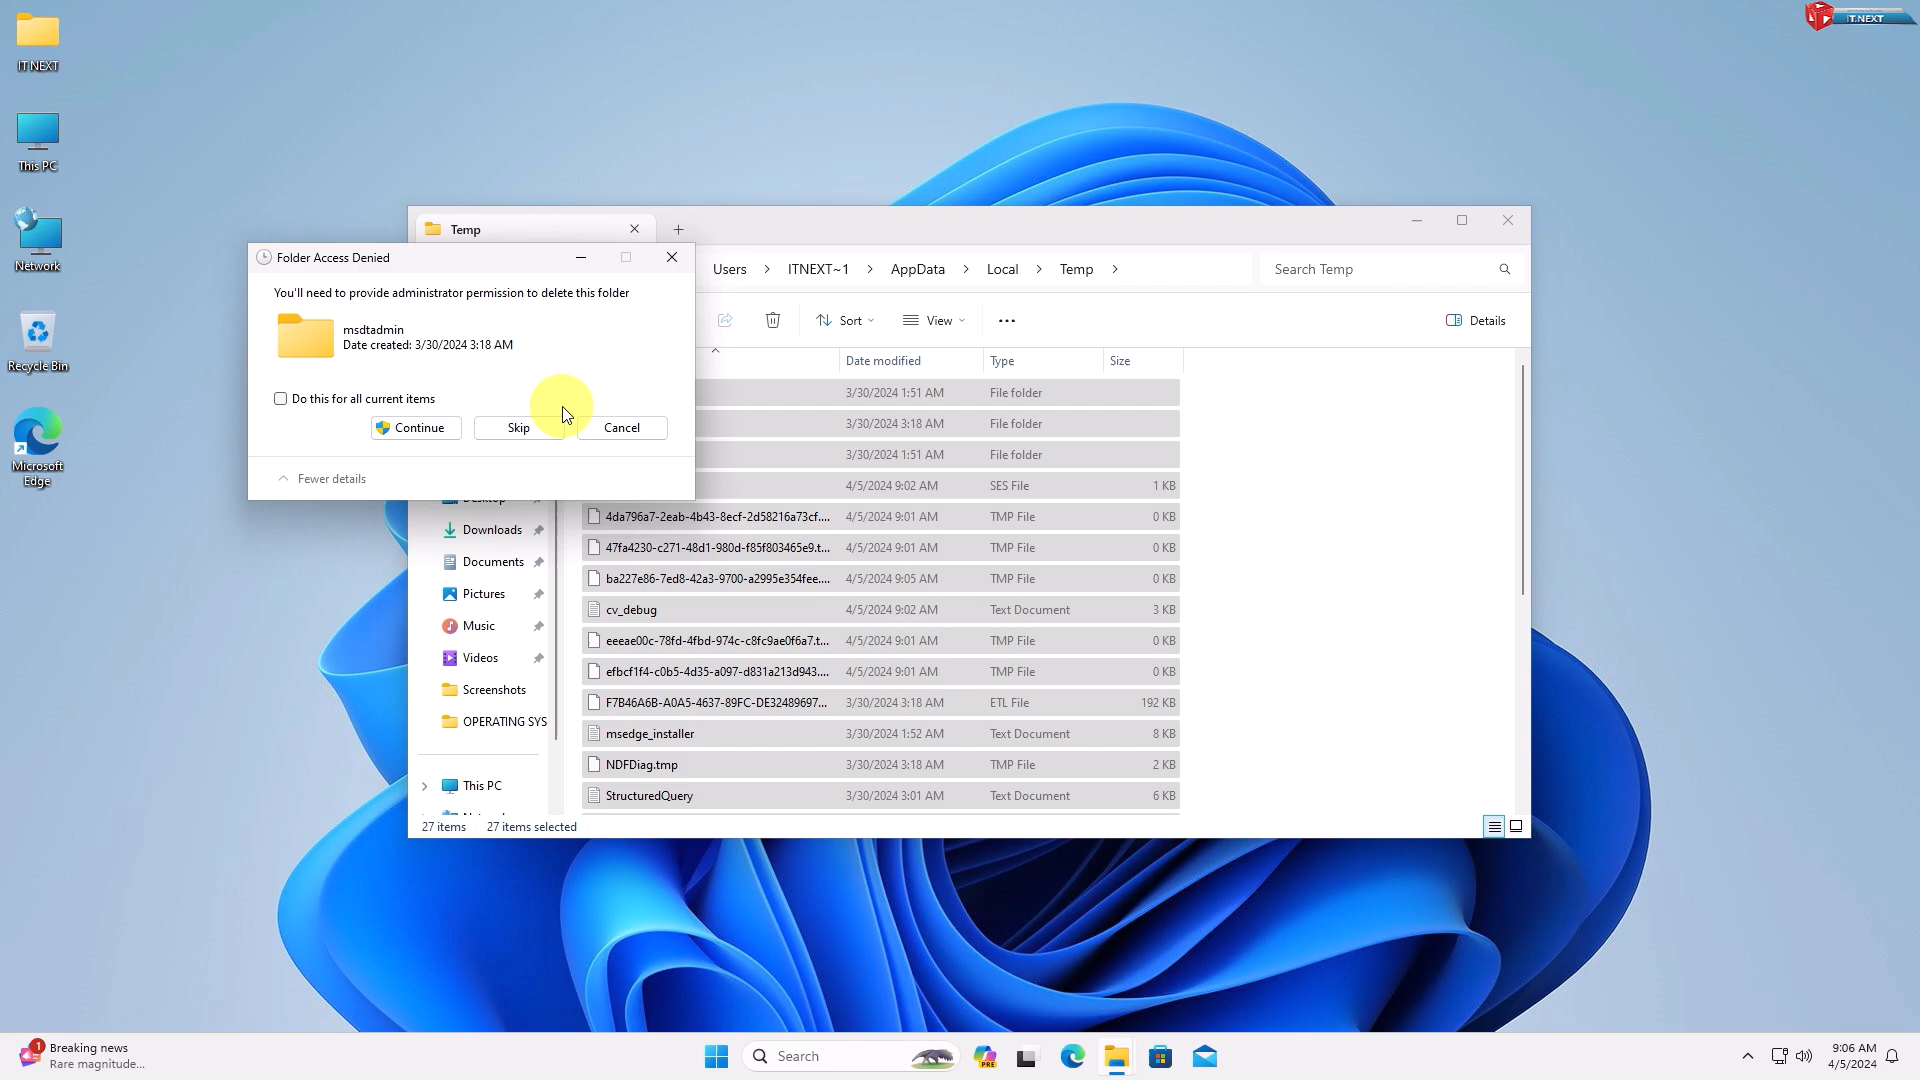 IT NEXT
This PC
Network
Recycle Bin
Microsoft
Edge
IT.NEXT
Temp
Users > ITNEXT~1 > AppData > Local > Temp >
Search Temp
Sort
View
Details
Folder Access Denied
You'll need to provide administrator permission to delete this folder
msdtadmin
Date created: 3/30/2024 3:18 AM
Do this for all current items
Continue
Skip
Cancel
Fewer details
Date modified Type Size
3/30/2024 1:51 AM File folder
3/30/2024 3:18 AM File folder
3/30/2024 1:51 AM File folder
4/5/2024 9:02 AM SES File 1 KB
4da796a7-2eab-4b43-8ecf-2d58216a73cf.... 4/5/2024 9:01 AM TMP File 0 KB
47fa4230-c271-48d1-980d-f85f803465e9.t... 4/5/2024 9:01 AM TMP File 0 KB
ba227e86-7ed8-42a3-9700-a2995e354fee.... 4/5/2024 9:05 AM TMP File 0 KB
cv_debug 4/5/2024 9:02 AM Text Document 3 KB
eeeae00c-78fd-4fbd-974c-c8fc9ae0f6a7.t... 4/5/2024 9:01 AM TMP File 0 KB
efbcf1f4-c0b5-4d35-a097-d831a213d943.... 4/5/2024 9:01 AM TMP File 0 KB
F7B46A6B-A0A5-4637-89FC-DE32489697... 3/30/2024 3:18 AM ETL File 192 KB
msedge_installer 3/30/2024 1:52 AM Text Document 8 KB
NDFDiag.tmp 3/30/2024 3:18 AM TMP File 2 KB
StructuredQuery 3/30/2024 3:01 AM Text Document 6 KB
Downloads
Documents
Pictures
Music
Videos
Screenshots
OPERATING SYS
This PC
27 items 27 items selected
1
Breaking news
Rare magnitude...
Search
PRE
9:06 AM
4/5/2024